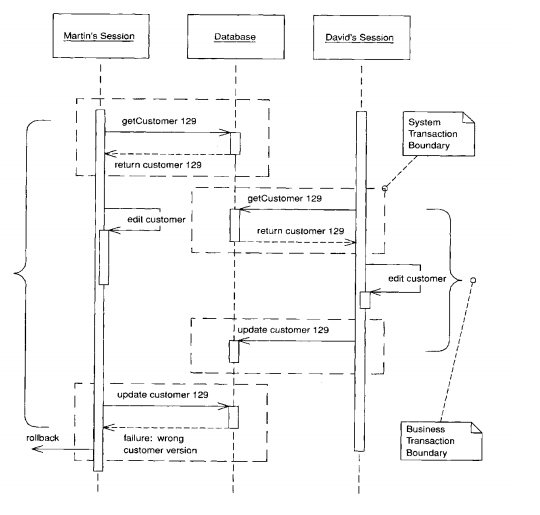 Martin's Session
Database
David's Session
getCustomer 129
return customer 129
System
Transaction
Boundary
getCustomer 129
edit customer
return customer 129
edit customer
update customer 129
update customer 129
failure: wrong
customer version
rollback
Business
Transaction
Boundary